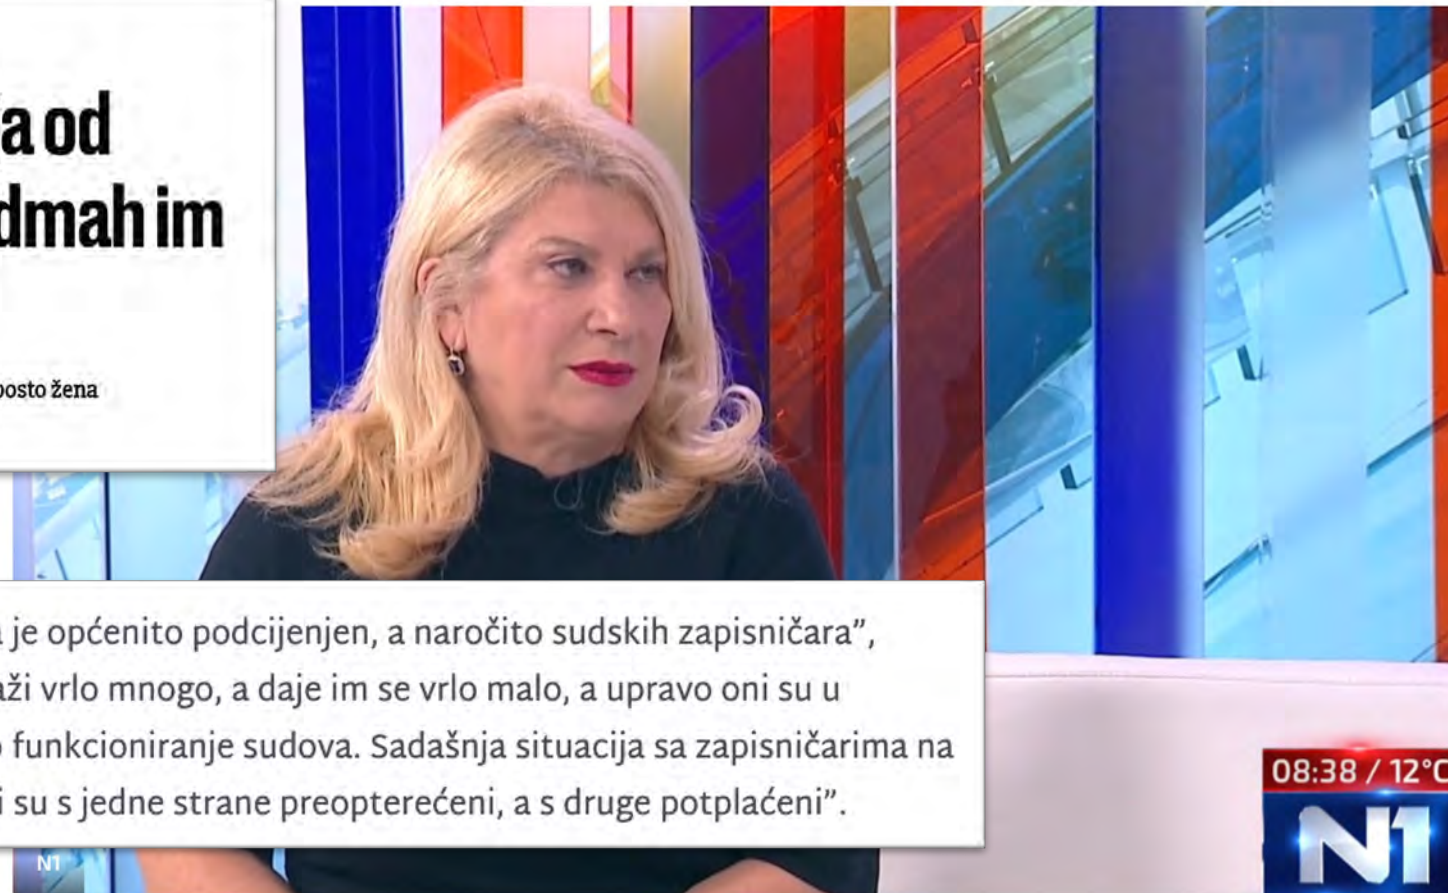 a od
dmah im
posto žena
je općenito podcijenjen, a naročito sudskih zapisničara”,
aži vrlo mnogo, a daje im se vrlo malo, a upravo oni su u
funkcioniranje sudova. Sadašnja situacija sa zapisničarima na
i su s jedne strane preopterećeni, a s druge potplaćeni”.
08:38 / 12°C
N1
N1